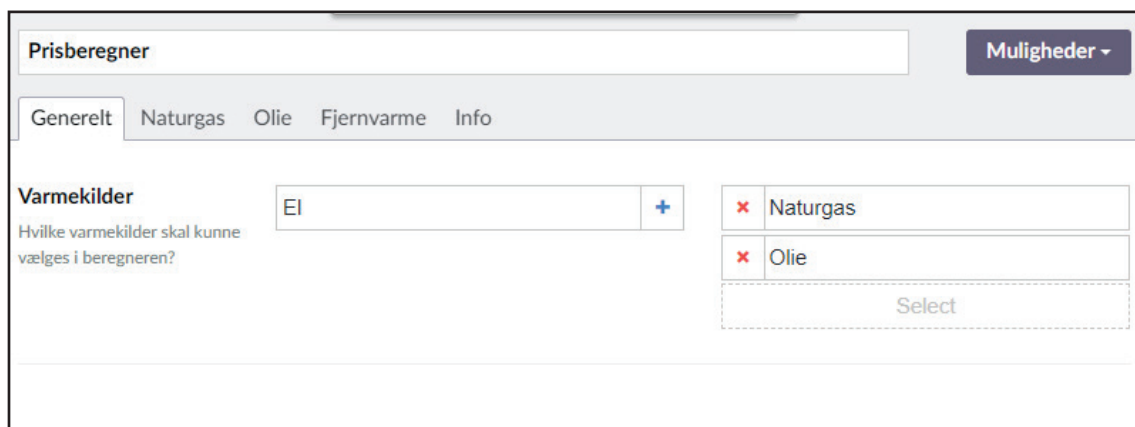 Prisberegner
Muligheder
Generelt Naturgas Olie Fjernvarme Info
Varmekilder
Hvilke varmekilder skal kunne
vælges i beregneren?
El
Naturgas
Olie
Select